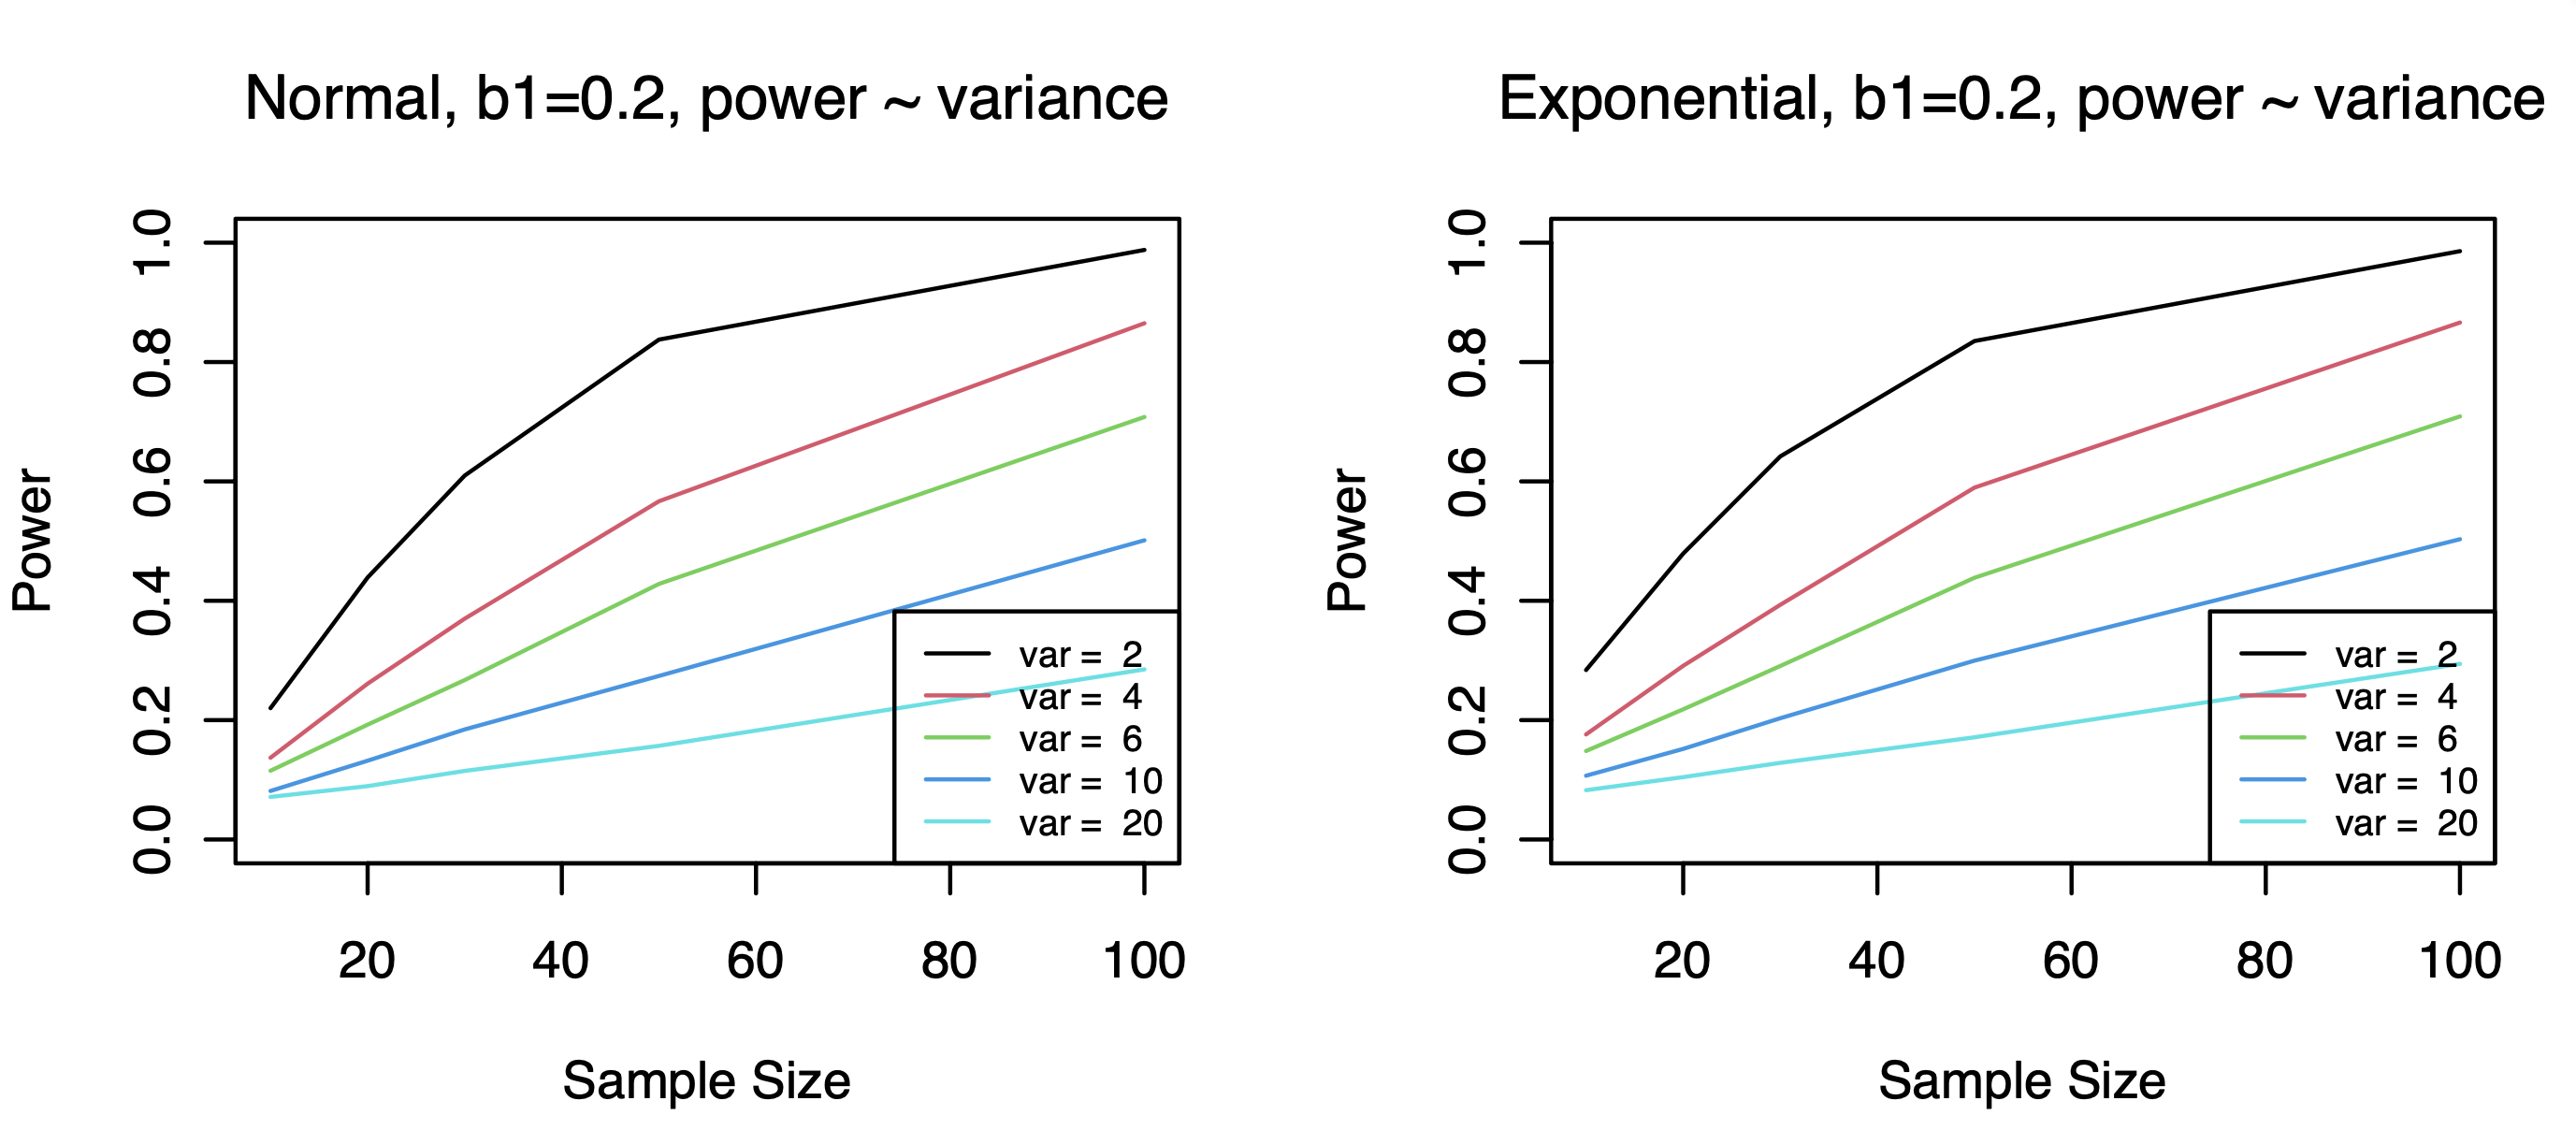 Normal, b1=0.2, power ~ variance
Power
1.0
0.8
0.6
0.4
0.2
0.0
var = 2
var = 4
var = 6
var = 10
var = 20
20 40 60 80 100
Sample Size
Exponential, b1=0.2, power ~ variance
Power
1.0
0.8
0.6
0.4
0.2
0.0
var = 2
var = 4
var = 6
var = 10
var = 20
20 40 60 80 100
Sample Size